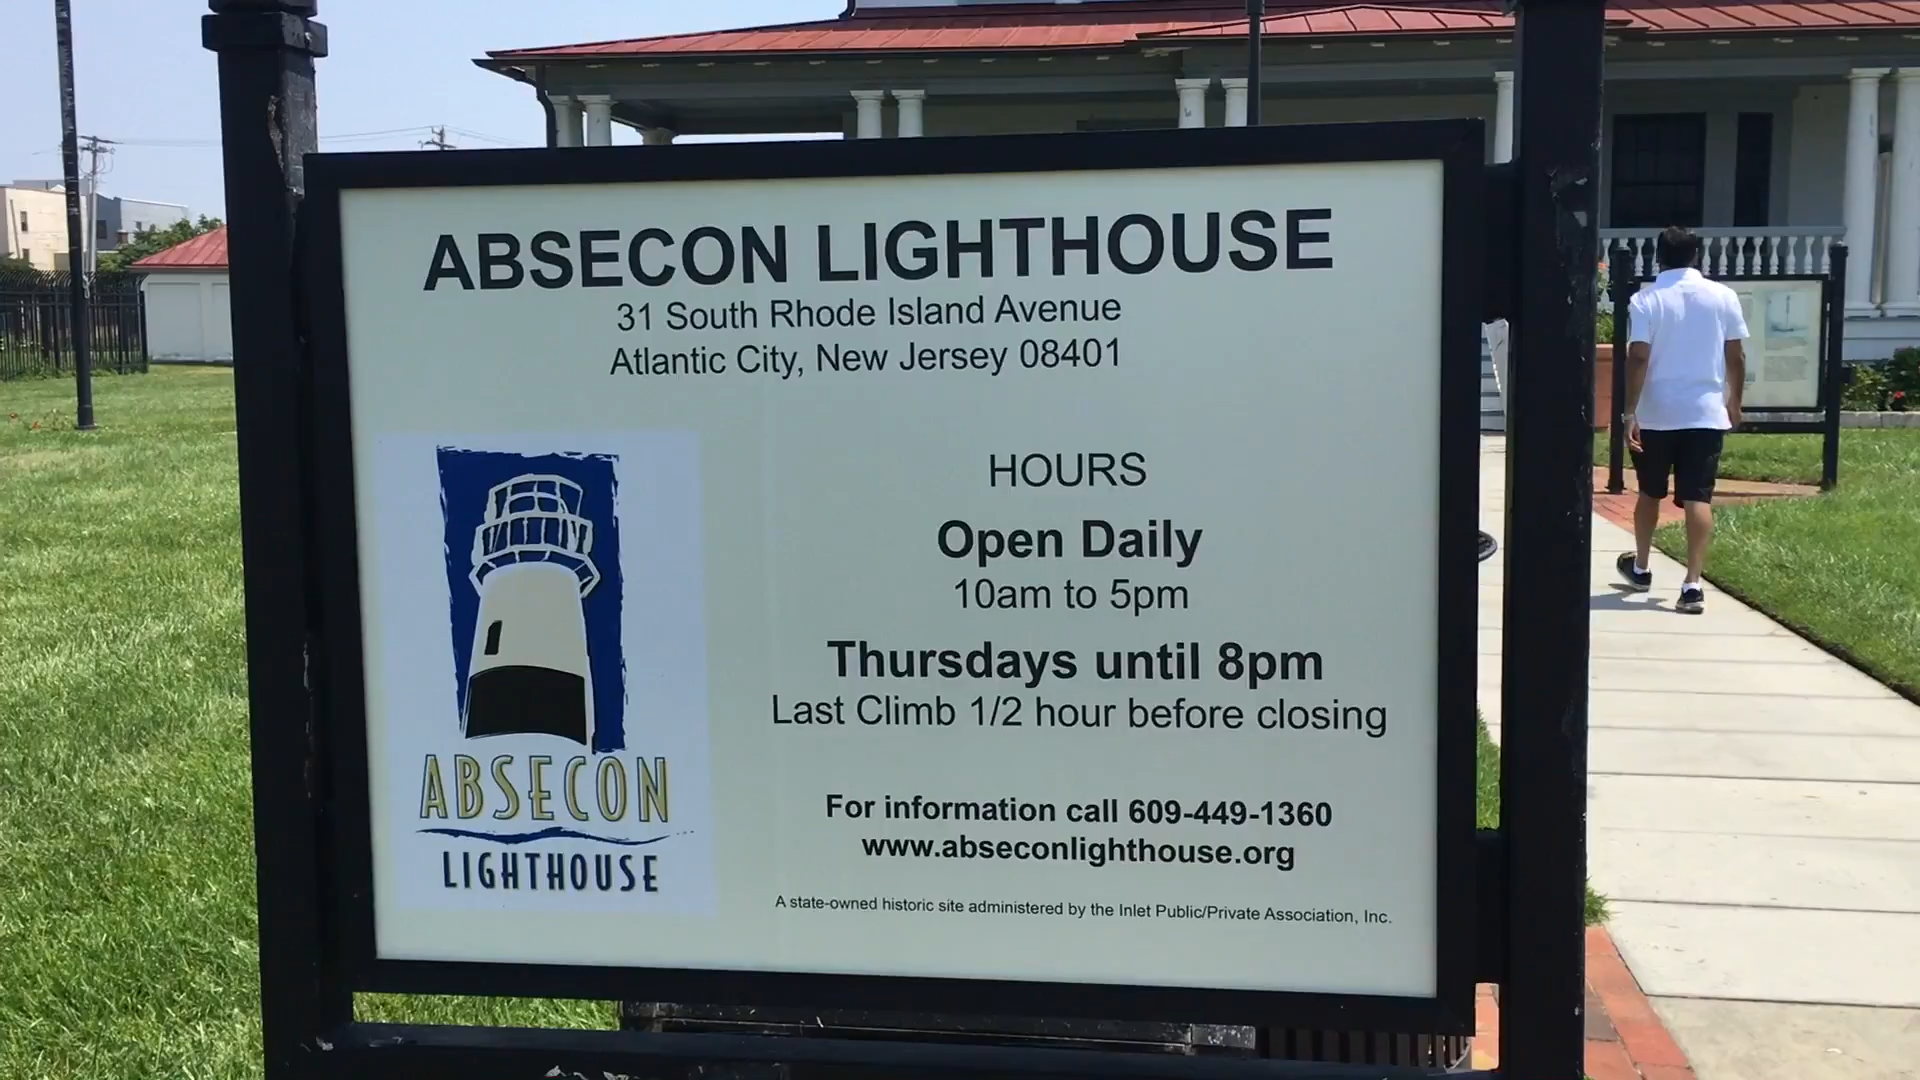 ABSECON LIGHTHOUSE
31 South Rhode Island Avenue
Atlantic City, New Jersey 08401
HOURS
Open Daily
10am to 5pm
Thursdays until 8pm
Last Climb 1/2 hour before closing
For information call 609-449-1360
www.abseconlighthouse.org
A state-owned historic site administered by the Inlet Public/Private Association, Inc.
ABSECON
LIGHTHOUSE